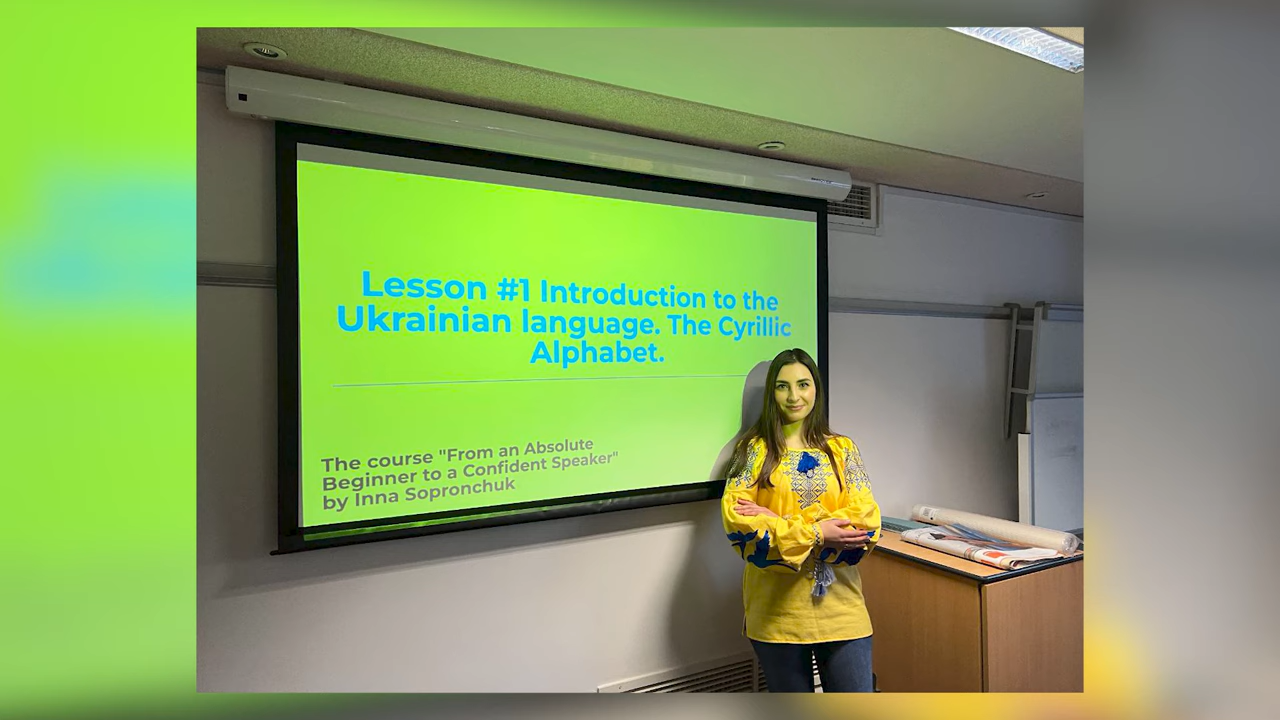 Lesson #1 Introduction to the
Ukrainian language. The Cyrillic
Alphabet.
The course "From an Absolute
Beginner to a Confident Speaker"
by Inna Sopronchuk